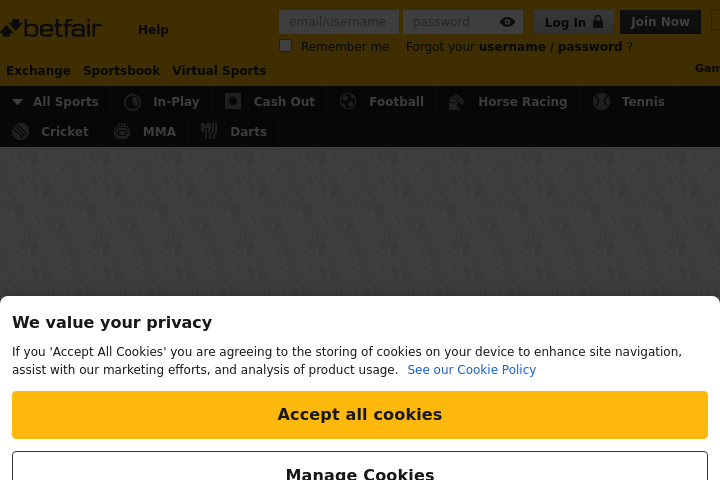 betfair
Help
email/username
password
Log In
Join Now
Remember me
Forgot your username / password ?
Exchange Sportsbook Virtual Sports
All Sports In-Play Cash Out Football Horse Racing Tennis
Cricket MMA Darts
We value your privacy
If you 'Accept All Cookies' you are agreeing to the storing of cookies on your device to enhance site navigation,
assist with our marketing efforts, and analysis of product usage. See our Cookie Policy
Accept all cookies
Manage Cookies